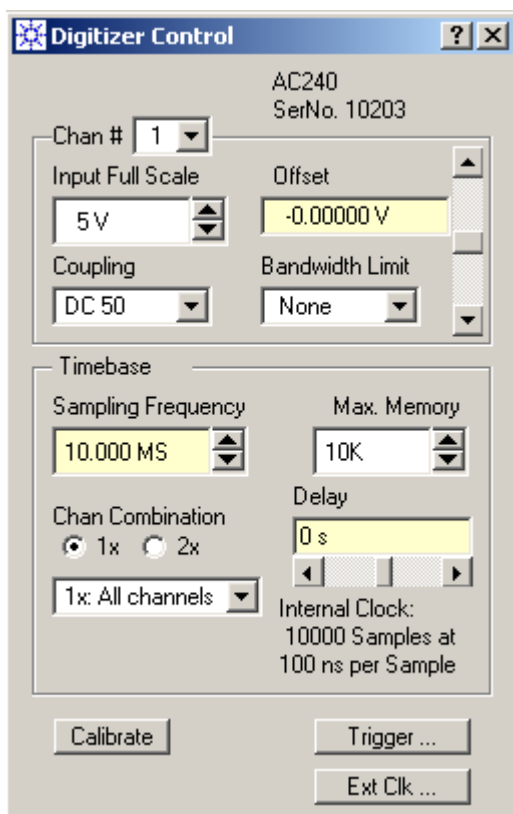 Digitizer Control
AC240
SerNo. 10203
Chan # 1
Input Full Scale
Offset
5 V
-0.00000 V
Coupling
Bandwidth Limit
DC 50
None
Timebase
Sampling Frequency
Max. Memory
10.000 MS
10K
Chan Combination
1x 2x
Delay
0 s
1x: All channels
Internal Clock:
10000 Samples at
100 ns per Sample
Calibrate
Trigger ...
Ext Clk ...